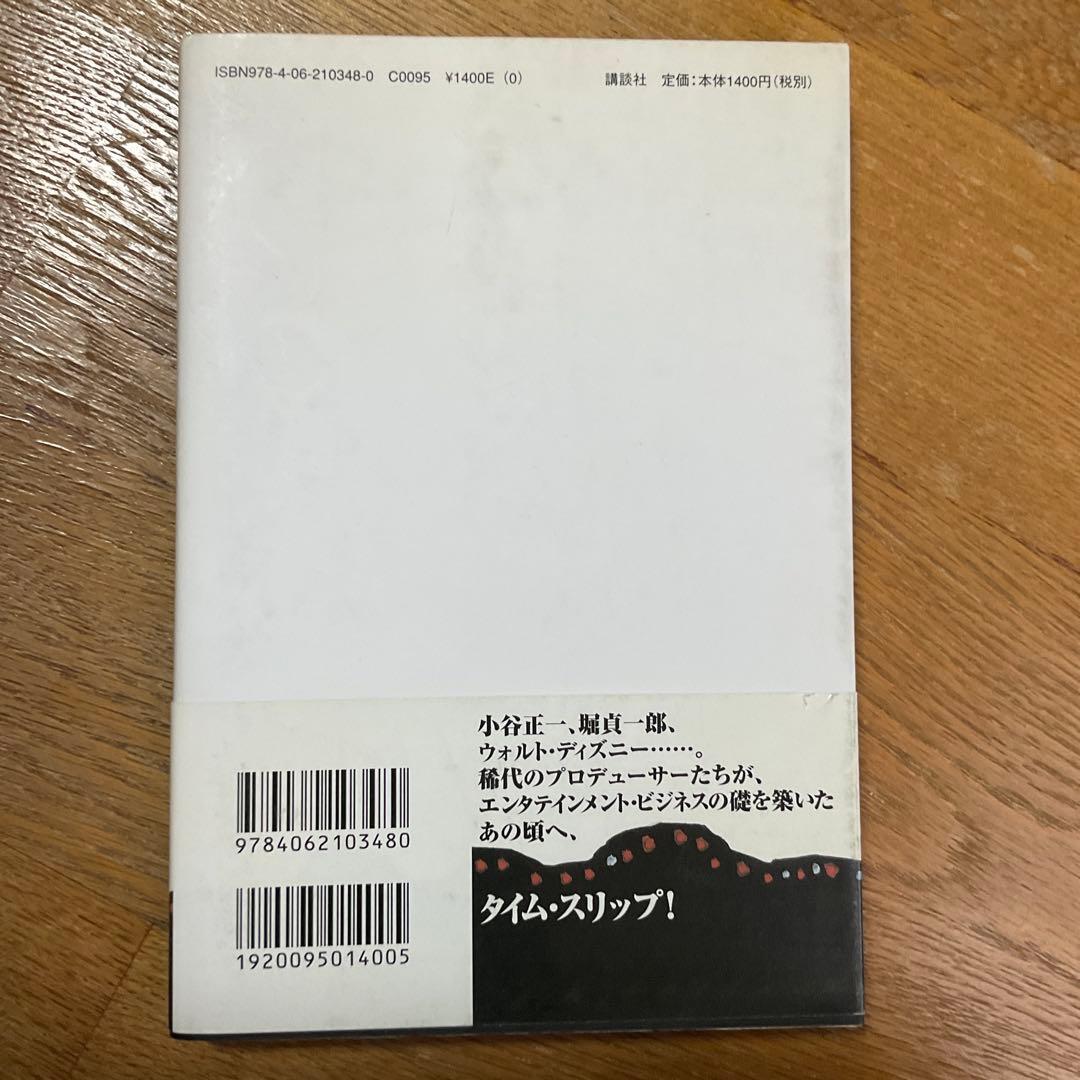 ISBN978-4-06-210348-0 C0095 ¥1400E (0)
講談社 定価:本体1400円(税別)
小谷正一、堀貞一郎、
ウォルト・ディズニー……。
稀代のプロデューサーたちが、
エンタテインメント・ビジネスの礎を築いた
あの頃へ、
タイム・スリップ!
9784062103480
1920095014005